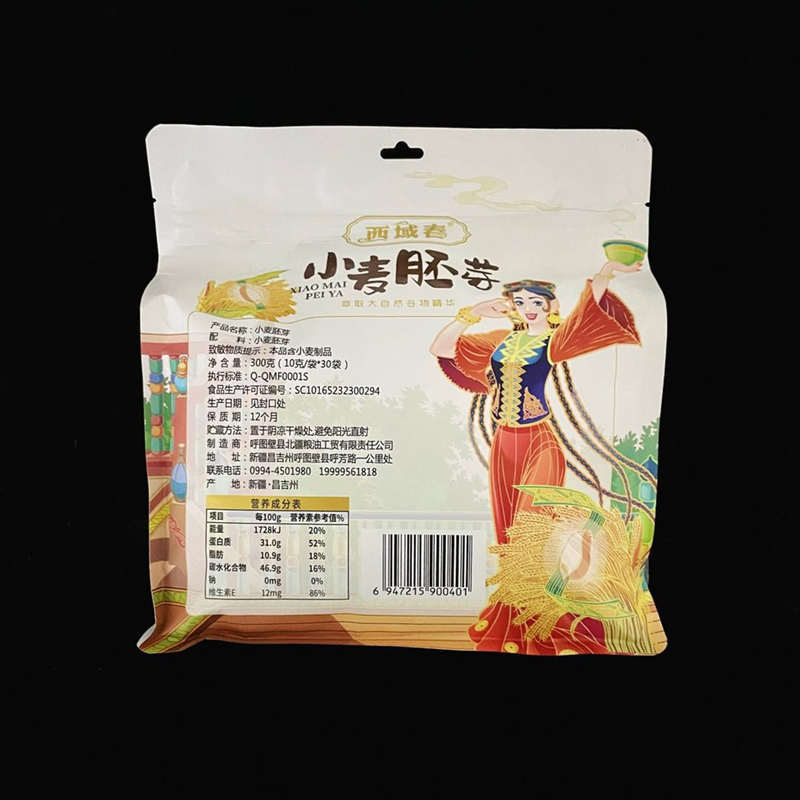 西域春
小麦胚芽
XIAO MAI
PEI YA
萃取大自然谷物精华
产品名称：小麦胚芽
配　　料：小麦胚芽
致敏物质提示：本品含小麦制品
净 含 量：300克（10克/袋*30袋）
执行标准：Q-QMF0001S
食品生产许可证编号：SC10165232300294
生产日期：见封口处
保 质 期：12个月
贮藏方法：置于阴凉干燥处,避免阳光直射
制 造 商：呼图壁县北疆粮油工贸有限责任公司
地　　址：新疆昌吉州呼图壁县呼芳路一公里处
联系电话：0994-4501980 19999561818
产　　地：新疆·昌吉州
营养成分表
项目 每100g 营养素参考值%
能量 1728kJ 20%
蛋白质 31.0g 52%
脂肪 10.9g 18%
碳水化合物 46.9g 16%
钠 0mg 0%
维生素E 12mg 86%
6 947215 900401